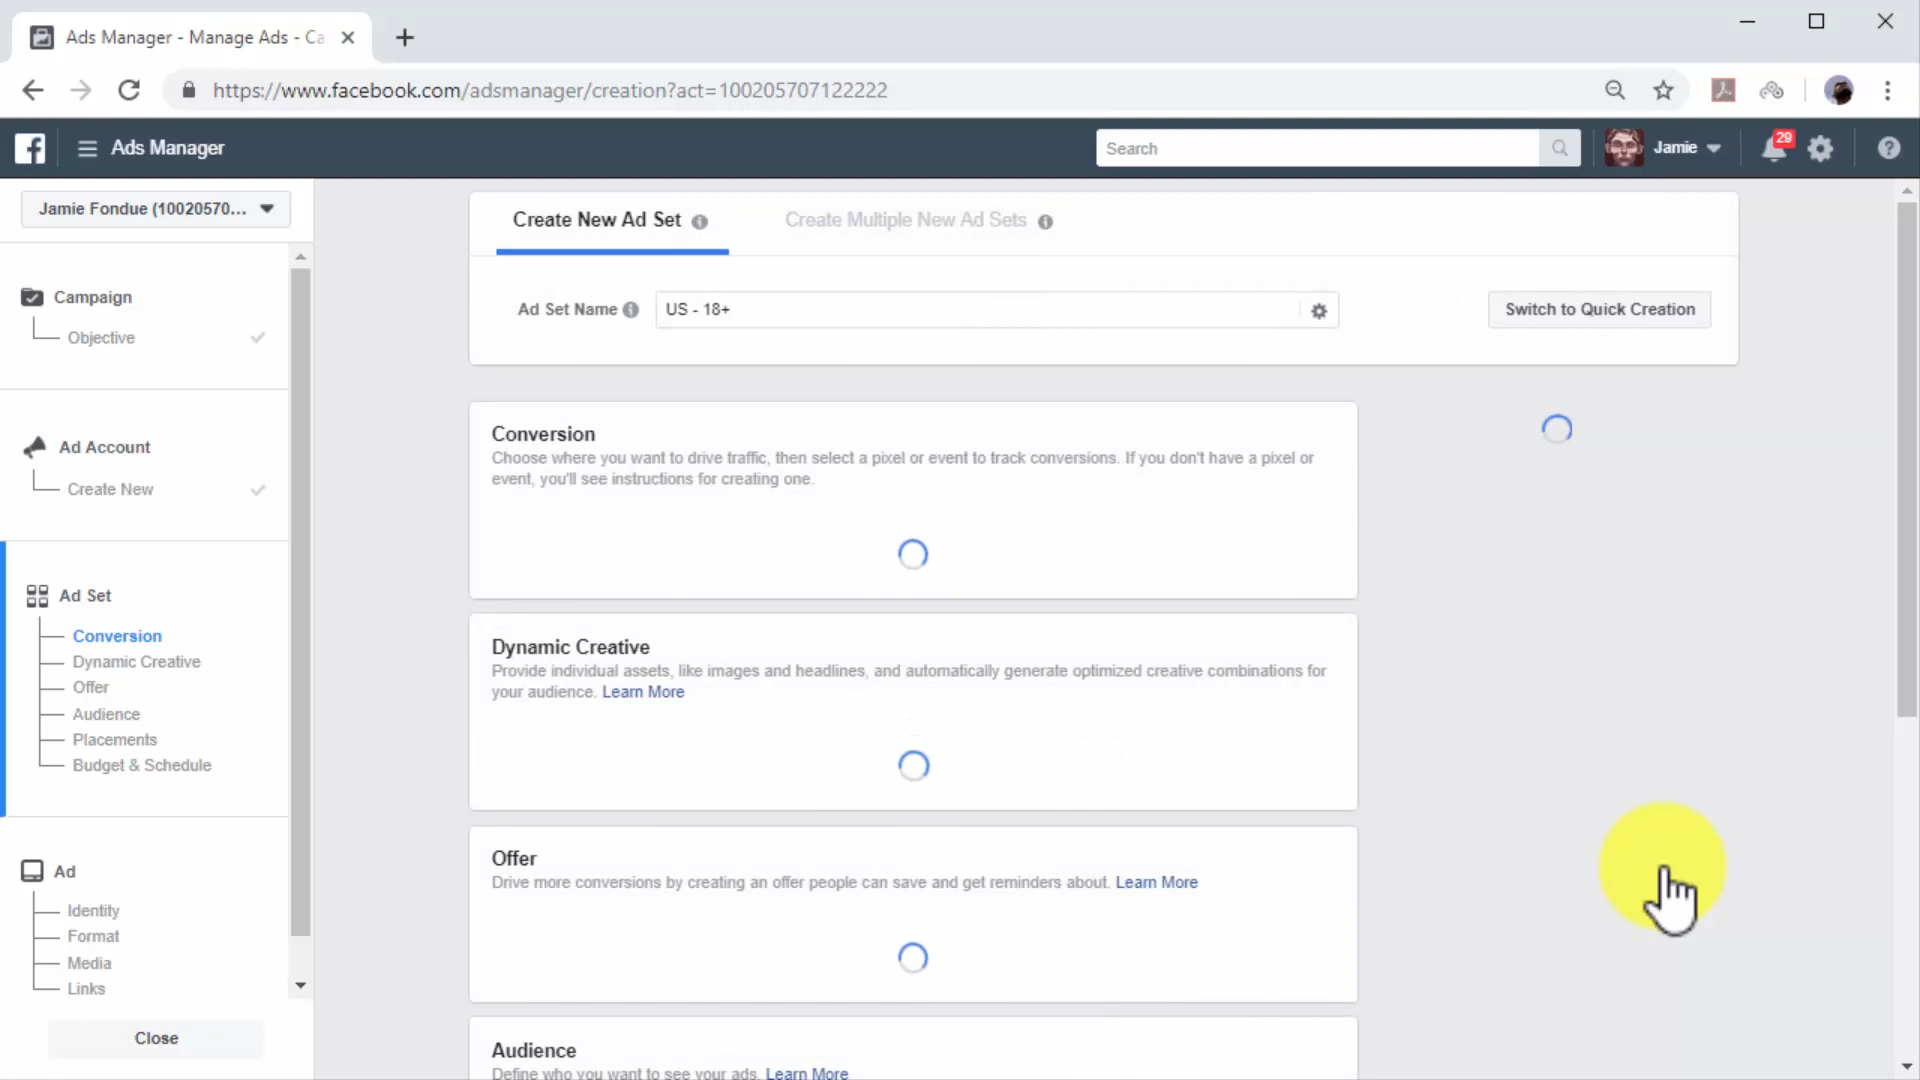 Ads Manager - Manage Ads - Ca
https://www.facebook.com/adsmanager/creation?act=100205707122222
Ads Manager
Search
Jamie
29
Jamie Fondue (10020570...
Campaign
Objective
Ad Account
Create New
Ad Set
Conversion
Dynamic Creative
Offer
Audience
Placements
Budget & Schedule
Ad
Identity
Format
Media
Links
Close
Create New Ad Set
Create Multiple New Ad Sets
Ad Set Name
US - 18+
Switch to Quick Creation
Conversion
Choose where you want to drive traffic, then select a pixel or event to track conversions. If you don't have a pixel or
event, you'll see instructions for creating one.
Dynamic Creative
Provide individual assets, like images and headlines, and automatically generate optimized creative combinations for
your audience. Learn More
Offer
Drive more conversions by creating an offer people can save and get reminders about. Learn More
Audience
Define who you want to see your ads. Learn More